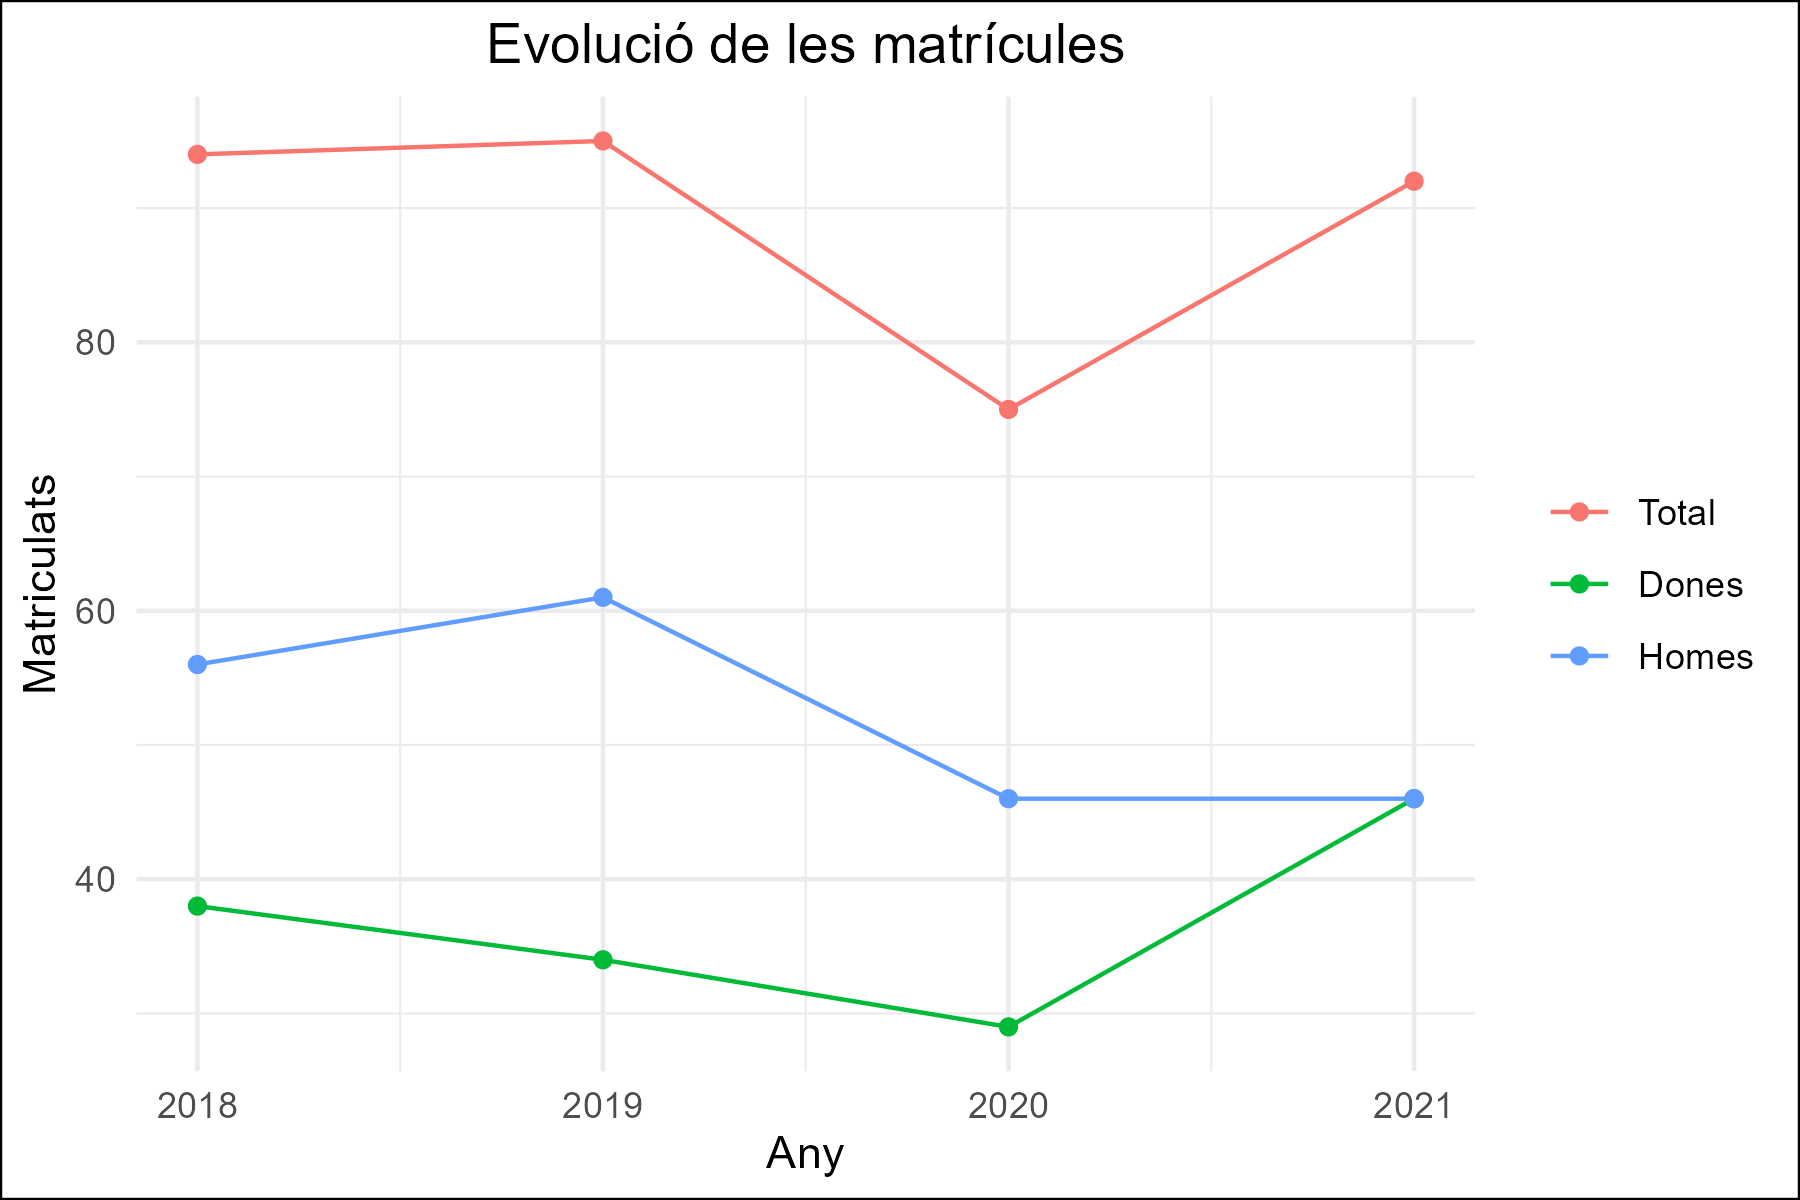 Evolució de les matrícules
Matriculats
80
60
40
2018
2019
2020
2021
Any
Total
Dones
Homes